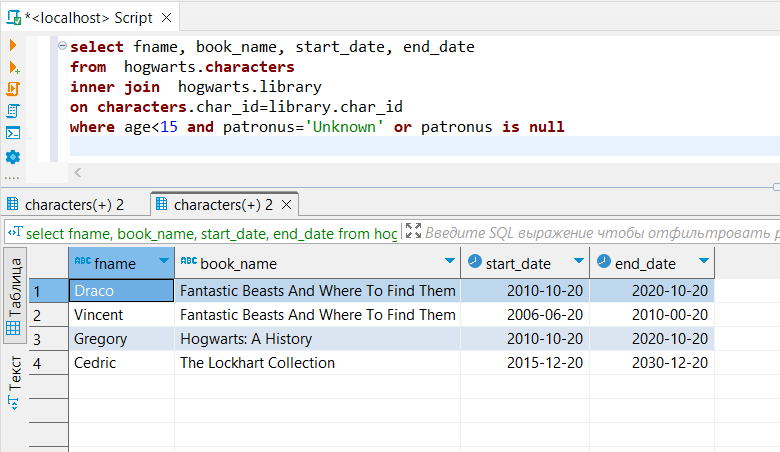 *<localhost> Script
select fname, book_name, start_date, end_date
from  hogwarts.characters
inner join  hogwarts.library
on characters.char_id=library.char_id
where age<15 and patronus='Unknown' or patronus is null
characters(+) 2
characters(+) 2
select fname, book_name, start_date, end_date from hog
Введите SQL выражение чтобы отфильтровать р
Таблица
Текст
ABC fname ABC book_name start_date end_date
1 Draco Fantastic Beasts And Where To Find Them 2010-10-20 2020-10-20
2 Vincent Fantastic Beasts And Where To Find Them 2006-06-20 2010-00-20
3 Gregory Hogwarts: A History 2010-10-20 2020-10-20
4 Cedric The Lockhart Collection 2015-12-20 2030-12-20